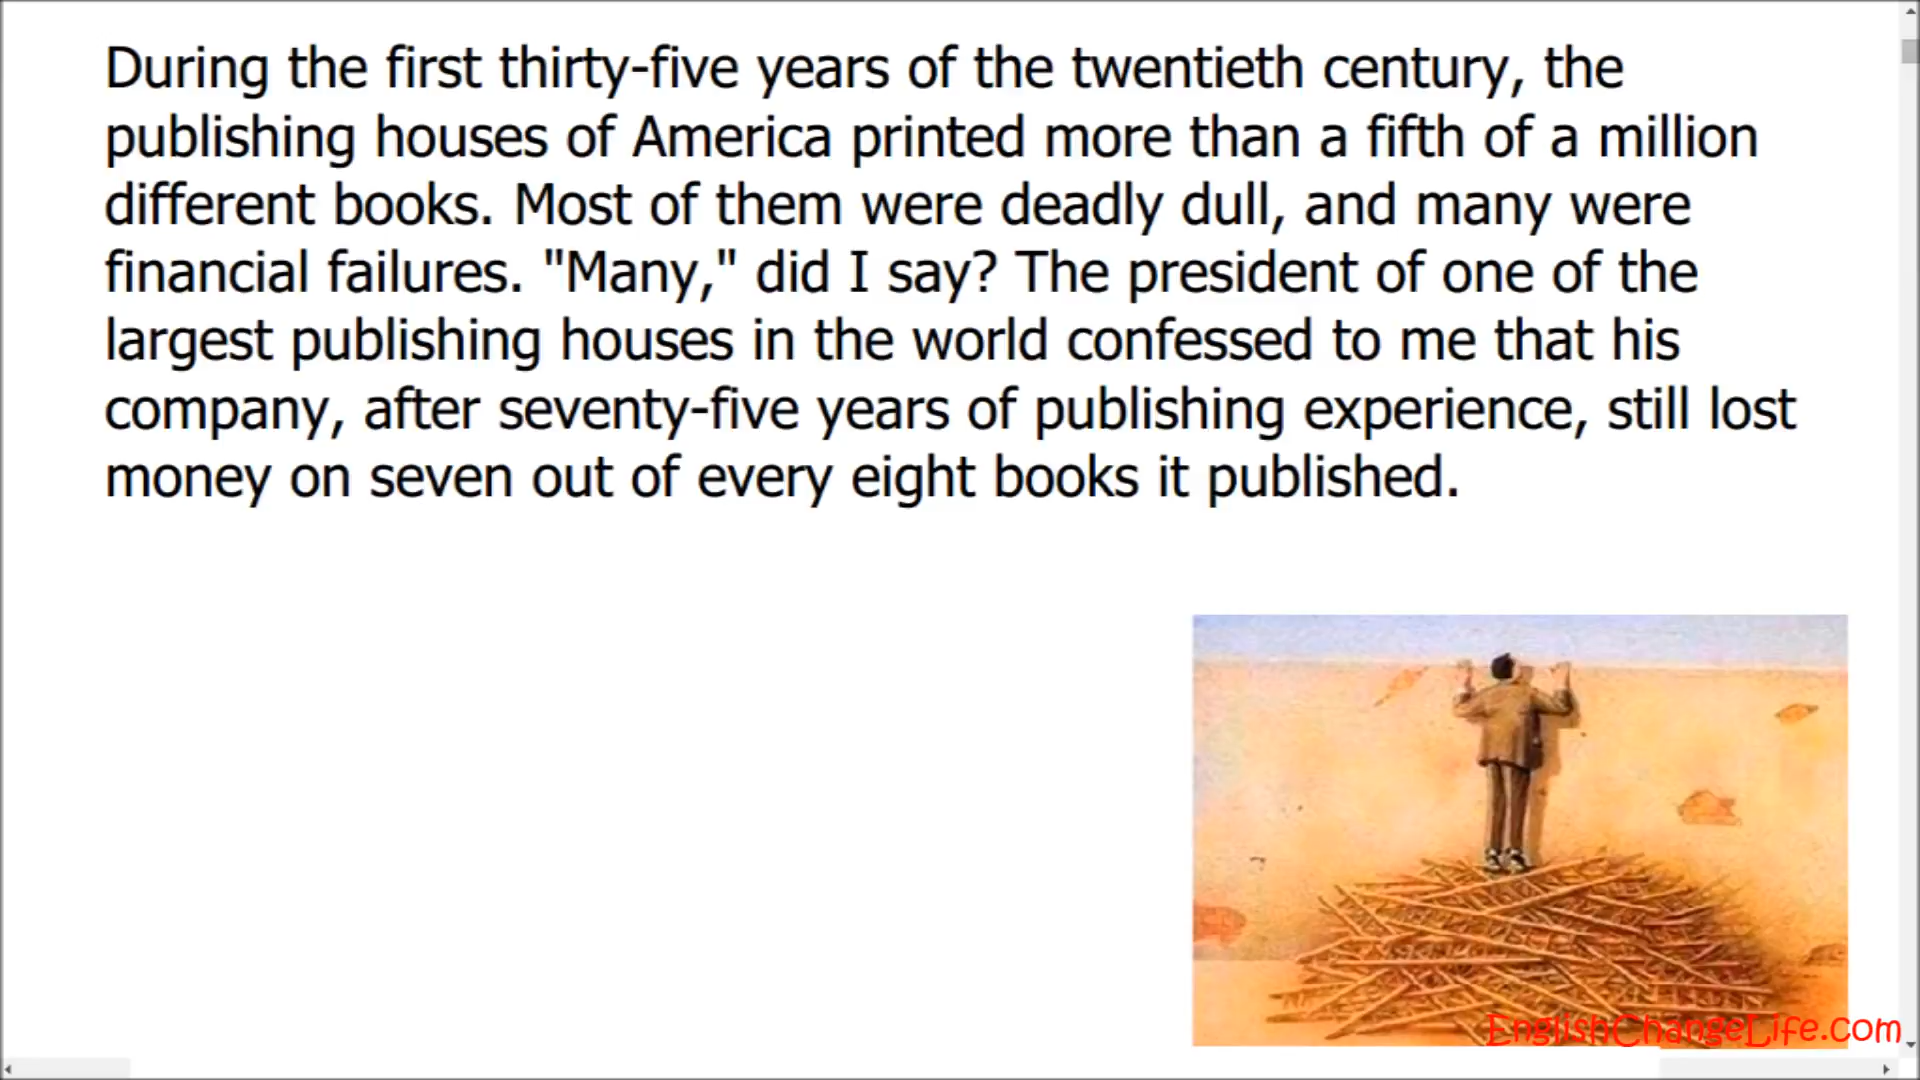 During the first thirty-five years of the twentieth century, the
publishing houses of America printed more than a fifth of a million
different books. Most of them were deadly dull, and many were
financial failures. "Many," did I say? The president of one of the
largest publishing houses in the world confessed to me that his
company, after seventy-five years of publishing experience, still lost
money on seven out of every eight books it published.
EnglishChangeLife.com